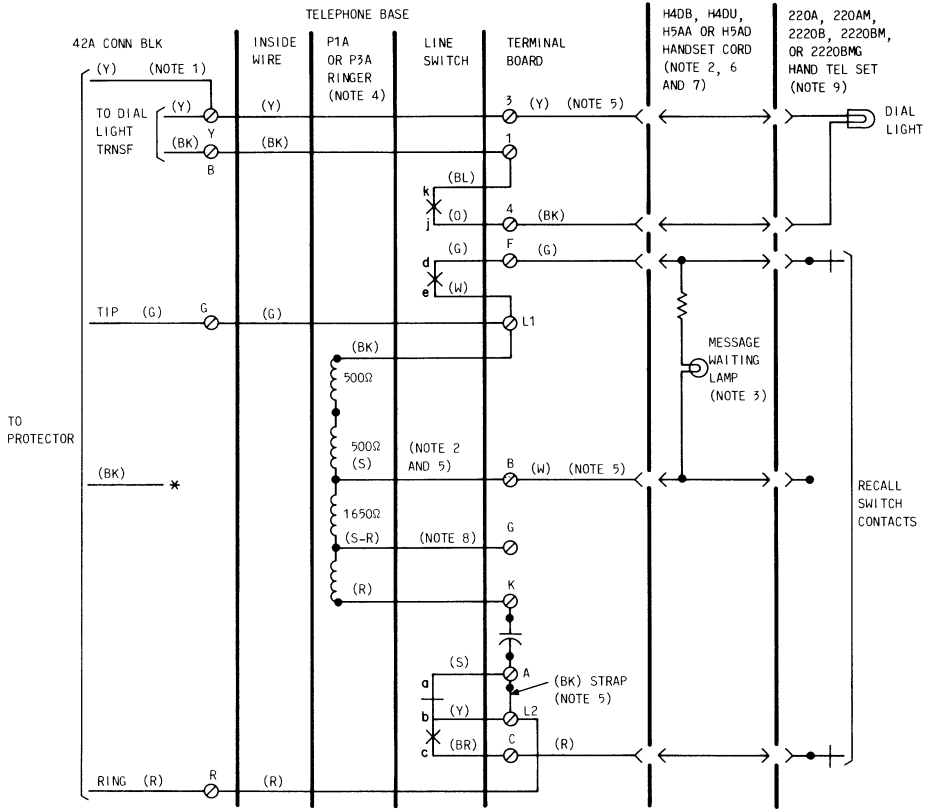 TELEPHONE BASE
42A CONN BLK
INSIDE
WIRE
P1A
OR P3A
RINGER
(NOTE 4)
LINE
SWITCH
TERMINAL
BOARD
H4DB, H4DU,
H5AA OR H5AD
HANDSET CORD
(NOTE 2, 6
AND 7)
220A, 220AM,
2220B, 2220BM,
OR 2220BMG
HAND TEL SET
(NOTE 9)
(Y) (NOTE 1)
TO DIAL
LIGHT
TRNSF
(Y)
Y
(Y)
3
(Y) (NOTE 5)
DIAL
LIGHT
(BK)
B
(BK)
1
(BL)
k
j
(O)
4
(BK)
(G)
F
(G)
d
e
(W)
TIP (G)
G
(G)
L1
(BK)
500Ω
MESSAGE
WAITING
LAMP
(NOTE 3)
TO
PROTECTOR
500Ω
(S)
(NOTE 2
AND 5)
B
(W) (NOTE 5)
(BK)
*
1650Ω
(S-R)
(NOTE 8)
G
RECALL
SWITCH
CONTACTS
(R)
K
(S)
a
A
(BK) STRAP
(NOTE 5)
b
(Y)
L2
c
(BR)
C
(R)
RING (R)
R
(R)